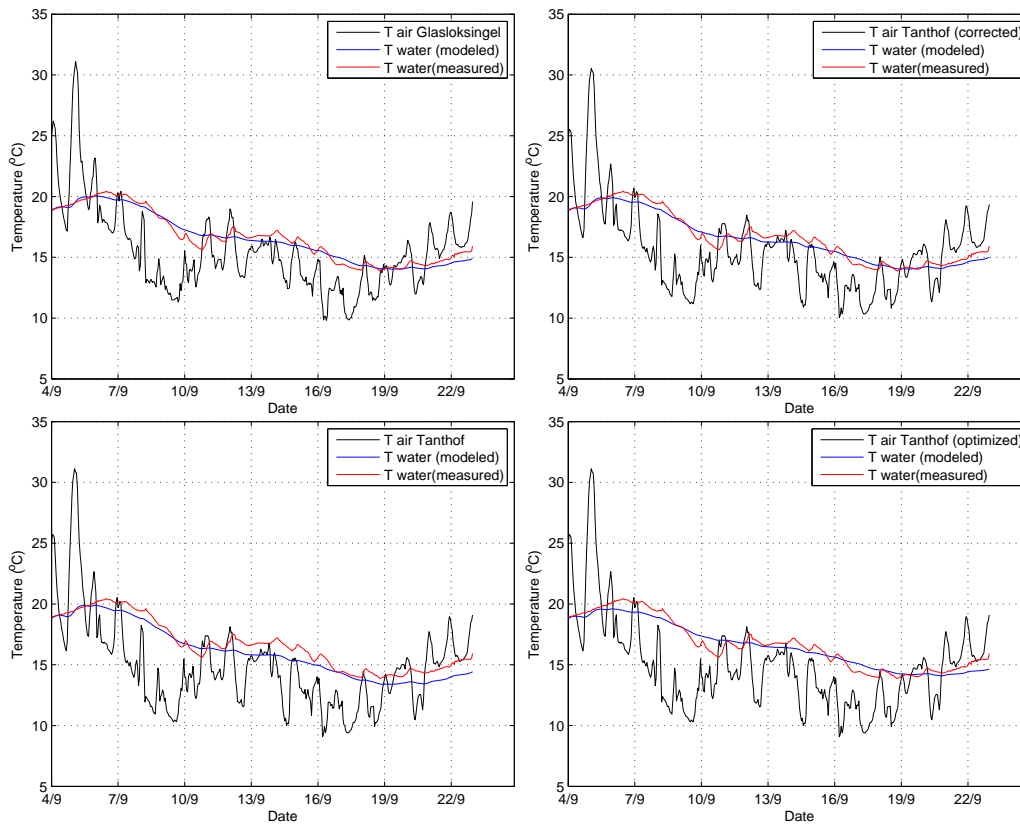 35
30
25
20
15
10
5
Temperature (°C)
4/9 7/9 10/9 13/9 16/9 19/9 22/9
Date
T air Glasloksingel
T water (modeled)
T water(measured)
35
30
25
20
15
10
5
Temperature (°C)
4/9 7/9 10/9 13/9 16/9 19/9 22/9
Date
T air Tanthof (corrected)
T water (modeled)
T water(measured)
35
30
25
20
15
10
5
Temperature (°C)
4/9 7/9 10/9 13/9 16/9 19/9 22/9
Date
T air Tanthof
T water (modeled)
T water(measured)
35
30
25
20
15
10
5
Temperature (°C)
4/9 7/9 10/9 13/9 16/9 19/9 22/9
Date
T air Tanthof (optimized)
T water (modeled)
T water(measured)